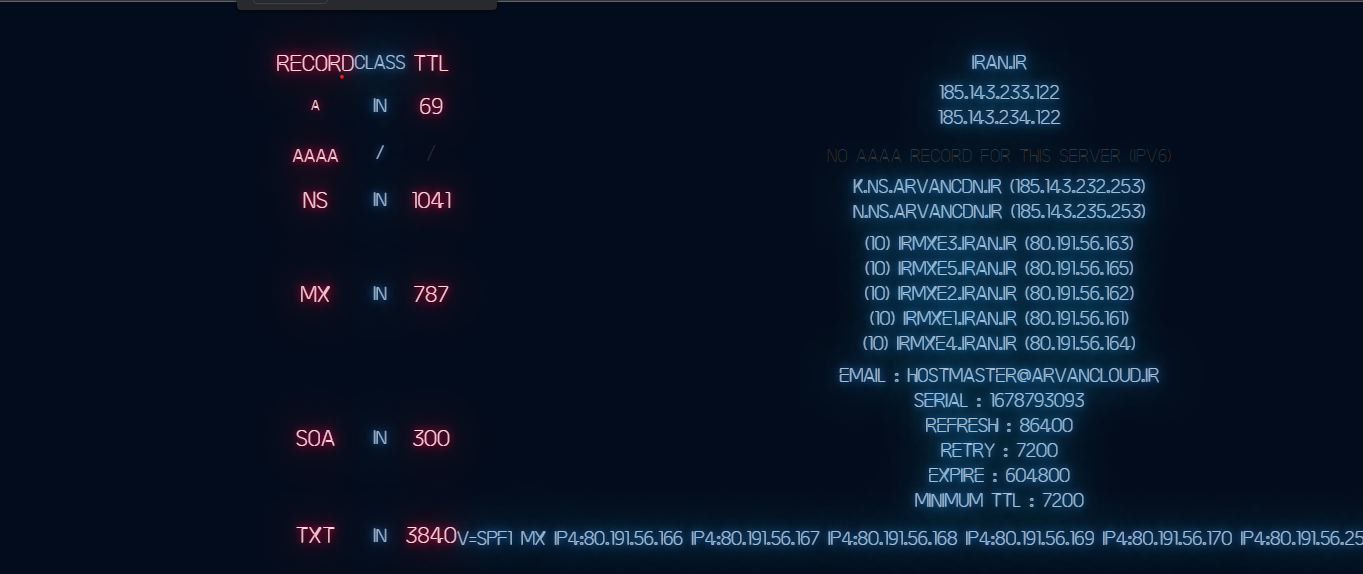 RECORD CLASS TTL IRAN.IR
A IN 69 185.143.233.122
185.143.234.122
AAAA / / NO AAAA RECORD FOR THIS SERVER (IPV6)
NS IN 1041 K.NS.ARVANCDN.IR (185.143.232.253)
N.NS.ARVANCDN.IR (185.143.235.253)
MX IN 787 (10) IRMXE3.IRAN.IR (80.191.56.163)
(10) IRMXE5.IRAN.IR (80.191.56.165)
(10) IRMXE2.IRAN.IR (80.191.56.162)
(10) IRMXE1.IRAN.IR (80.191.56.161)
(10) IRMXE4.IRAN.IR (80.191.56.164)
SOA IN 300 EMAIL : HOSTMASTER@ARVANCLOUD.IR
SERIAL : 1678793093
REFRESH : 86400
RETRY : 7200
EXPIRE : 604800
MINIMUM TTL : 7200
TXT IN 3840 V=SPF1 MX IP4:80.191.56.166 IP4:80.191.56.167 IP4:80.191.56.168 IP4:80.191.56.169 IP4:80.191.56.170 IP4:80.191.56.25